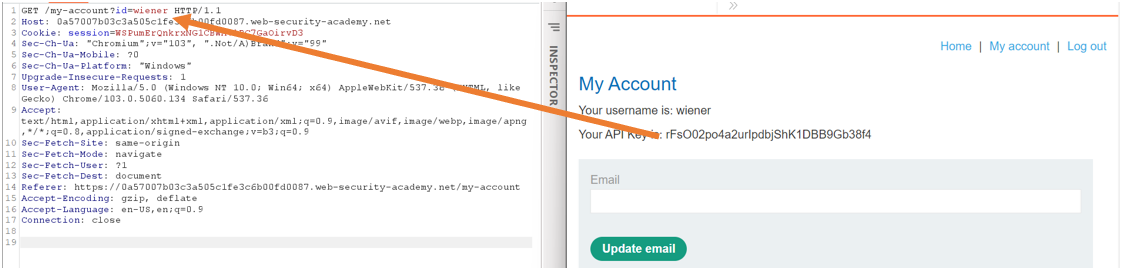 GET /my-account?id=wiener HTTP/1.1
Host: 0a57007b03c3a505c1fe3 6b00fd0087.web-security-academy.net
Cookie: session=
Sec-Ch-Ua: "Chromium";v="103", ".Not/A)Brand";v="99"
Sec-Ch-Ua-Mobile: ?0
Sec-Ch-Ua-Platform: "Windows"
Upgrade-Insecure-Requests: 1
User-Agent: Mozilla/5.0 (Windows NT 10.0; Win64; x64) AppleWebKit/537.36 (KHTML, like
Gecko) Chrome/103.0.5060.134 Safari/537.36
Accept:
text/html,application/xhtml+xml,application/xml;q=0.9,image/avif,image/webp,image/apng
,*/*;q=0.8,application/signed-exchange;v=b3;q=0.9
Sec-Fetch-Site: same-origin
Sec-Fetch-Mode: navigate
Sec-Fetch-User: ?1
Sec-Fetch-Dest: document
Referer: https://0a57007b03c3a505c1fe3c6b00fd0087.web-security-academy.net/my-account
Accept-Encoding: gzip, deflate
Accept-Language: en-US,en;q=0.9
Connection: close
1
2
3
4
5
6
7
8
9
10
11
12
13
14
15
16
17
18
19
INSPECTOR
Home | My account | Log out
My Account
Your username is: wiener
Your API Key is: rFsO02po4a2urIpdbjShK1DBB9Gb38f4
Email
Update email